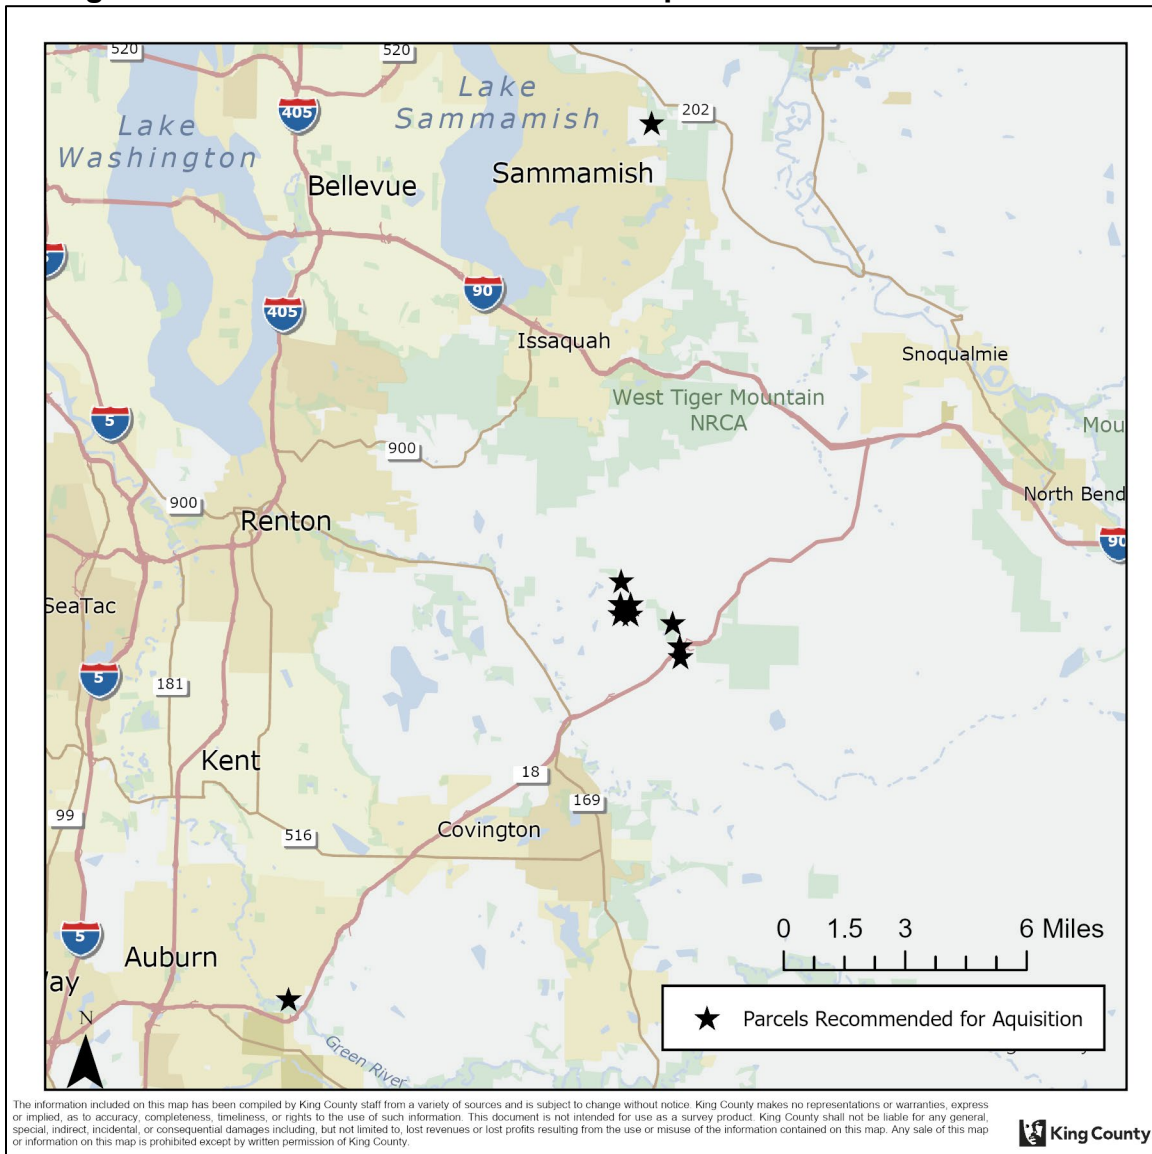 520
520
405
Lake
Sammamish
202
Lake
Washington
Sammamish
Bellevue
90
405
Issaquah
Snoqualmie
West Tiger Mountain
NRCA
5
Mou
900
900
North Bend
Renton
90
SeaTac
5
181
Kent
18
169
99
516
Covington
0 1.5 3 6 Miles
5
Auburn
Way
N
Parcels Recommended for Aquisition
Green River
The information included on this map has been compiled by King County staff from a variety of sources and is subject to change without notice. King County makes no representations or warranties, express
or implied, as to accuracy, completeness, timeliness, or rights to the use of such information. This document is not intended for use as a survey product. King County shall not be liable for any general,
special, indirect, incidental, or consequential damages including, but not limited to, lost revenues or lost profits resulting from the use or misuse of the information contained on this map. Any sale of this map
or information on this map is prohibited except by written permission of King County.
King County